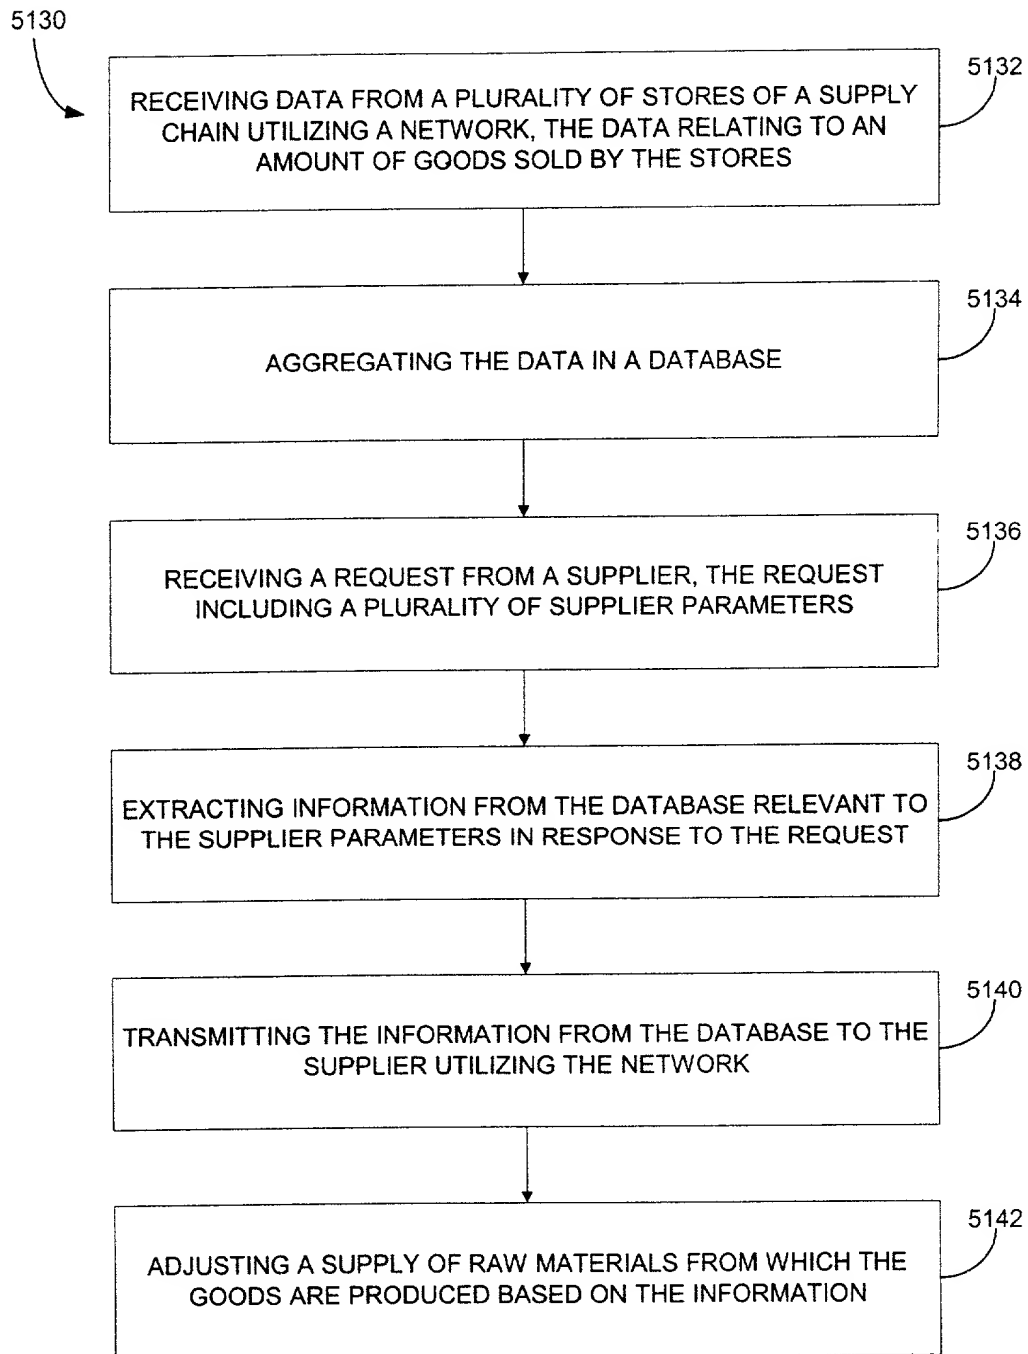 5130
5132
RECEIVING DATA FROM A PLURALITY OF STORES OF A SUPPLY
CHAIN UTILIZING A NETWORK, THE DATA RELATING TO AN
AMOUNT OF GOODS SOLD BY THE STORES
5134
AGGREGATING THE DATA IN A DATABASE
5136
RECEIVING A REQUEST FROM A SUPPLIER, THE REQUEST
INCLUDING A PLURALITY OF SUPPLIER PARAMETERS
5138
EXTRACTING INFORMATION FROM THE DATABASE RELEVANT TO
THE SUPPLIER PARAMETERS IN RESPONSE TO THE REQUEST
5140
TRANSMITTING THE INFORMATION FROM THE DATABASE TO THE
SUPPLIER UTILIZING THE NETWORK
5142
ADJUSTING A SUPPLY OF RAW MATERIALS FROM WHICH THE
GOODS ARE PRODUCED BASED ON THE INFORMATION